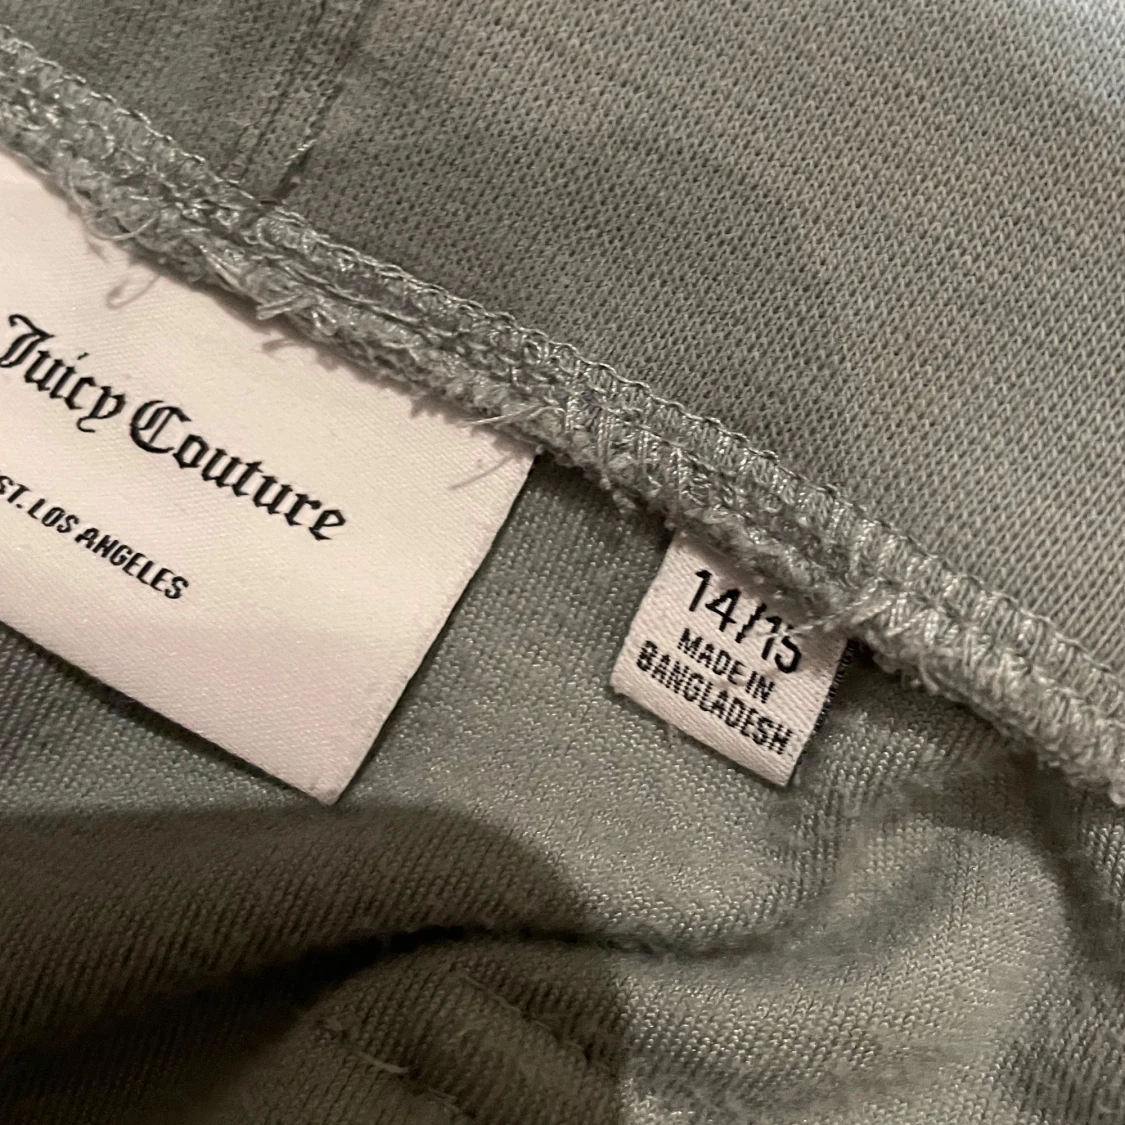 Juicy Couture
ST. LOS ANGELES
14/15
MADE IN
BANGLADESH